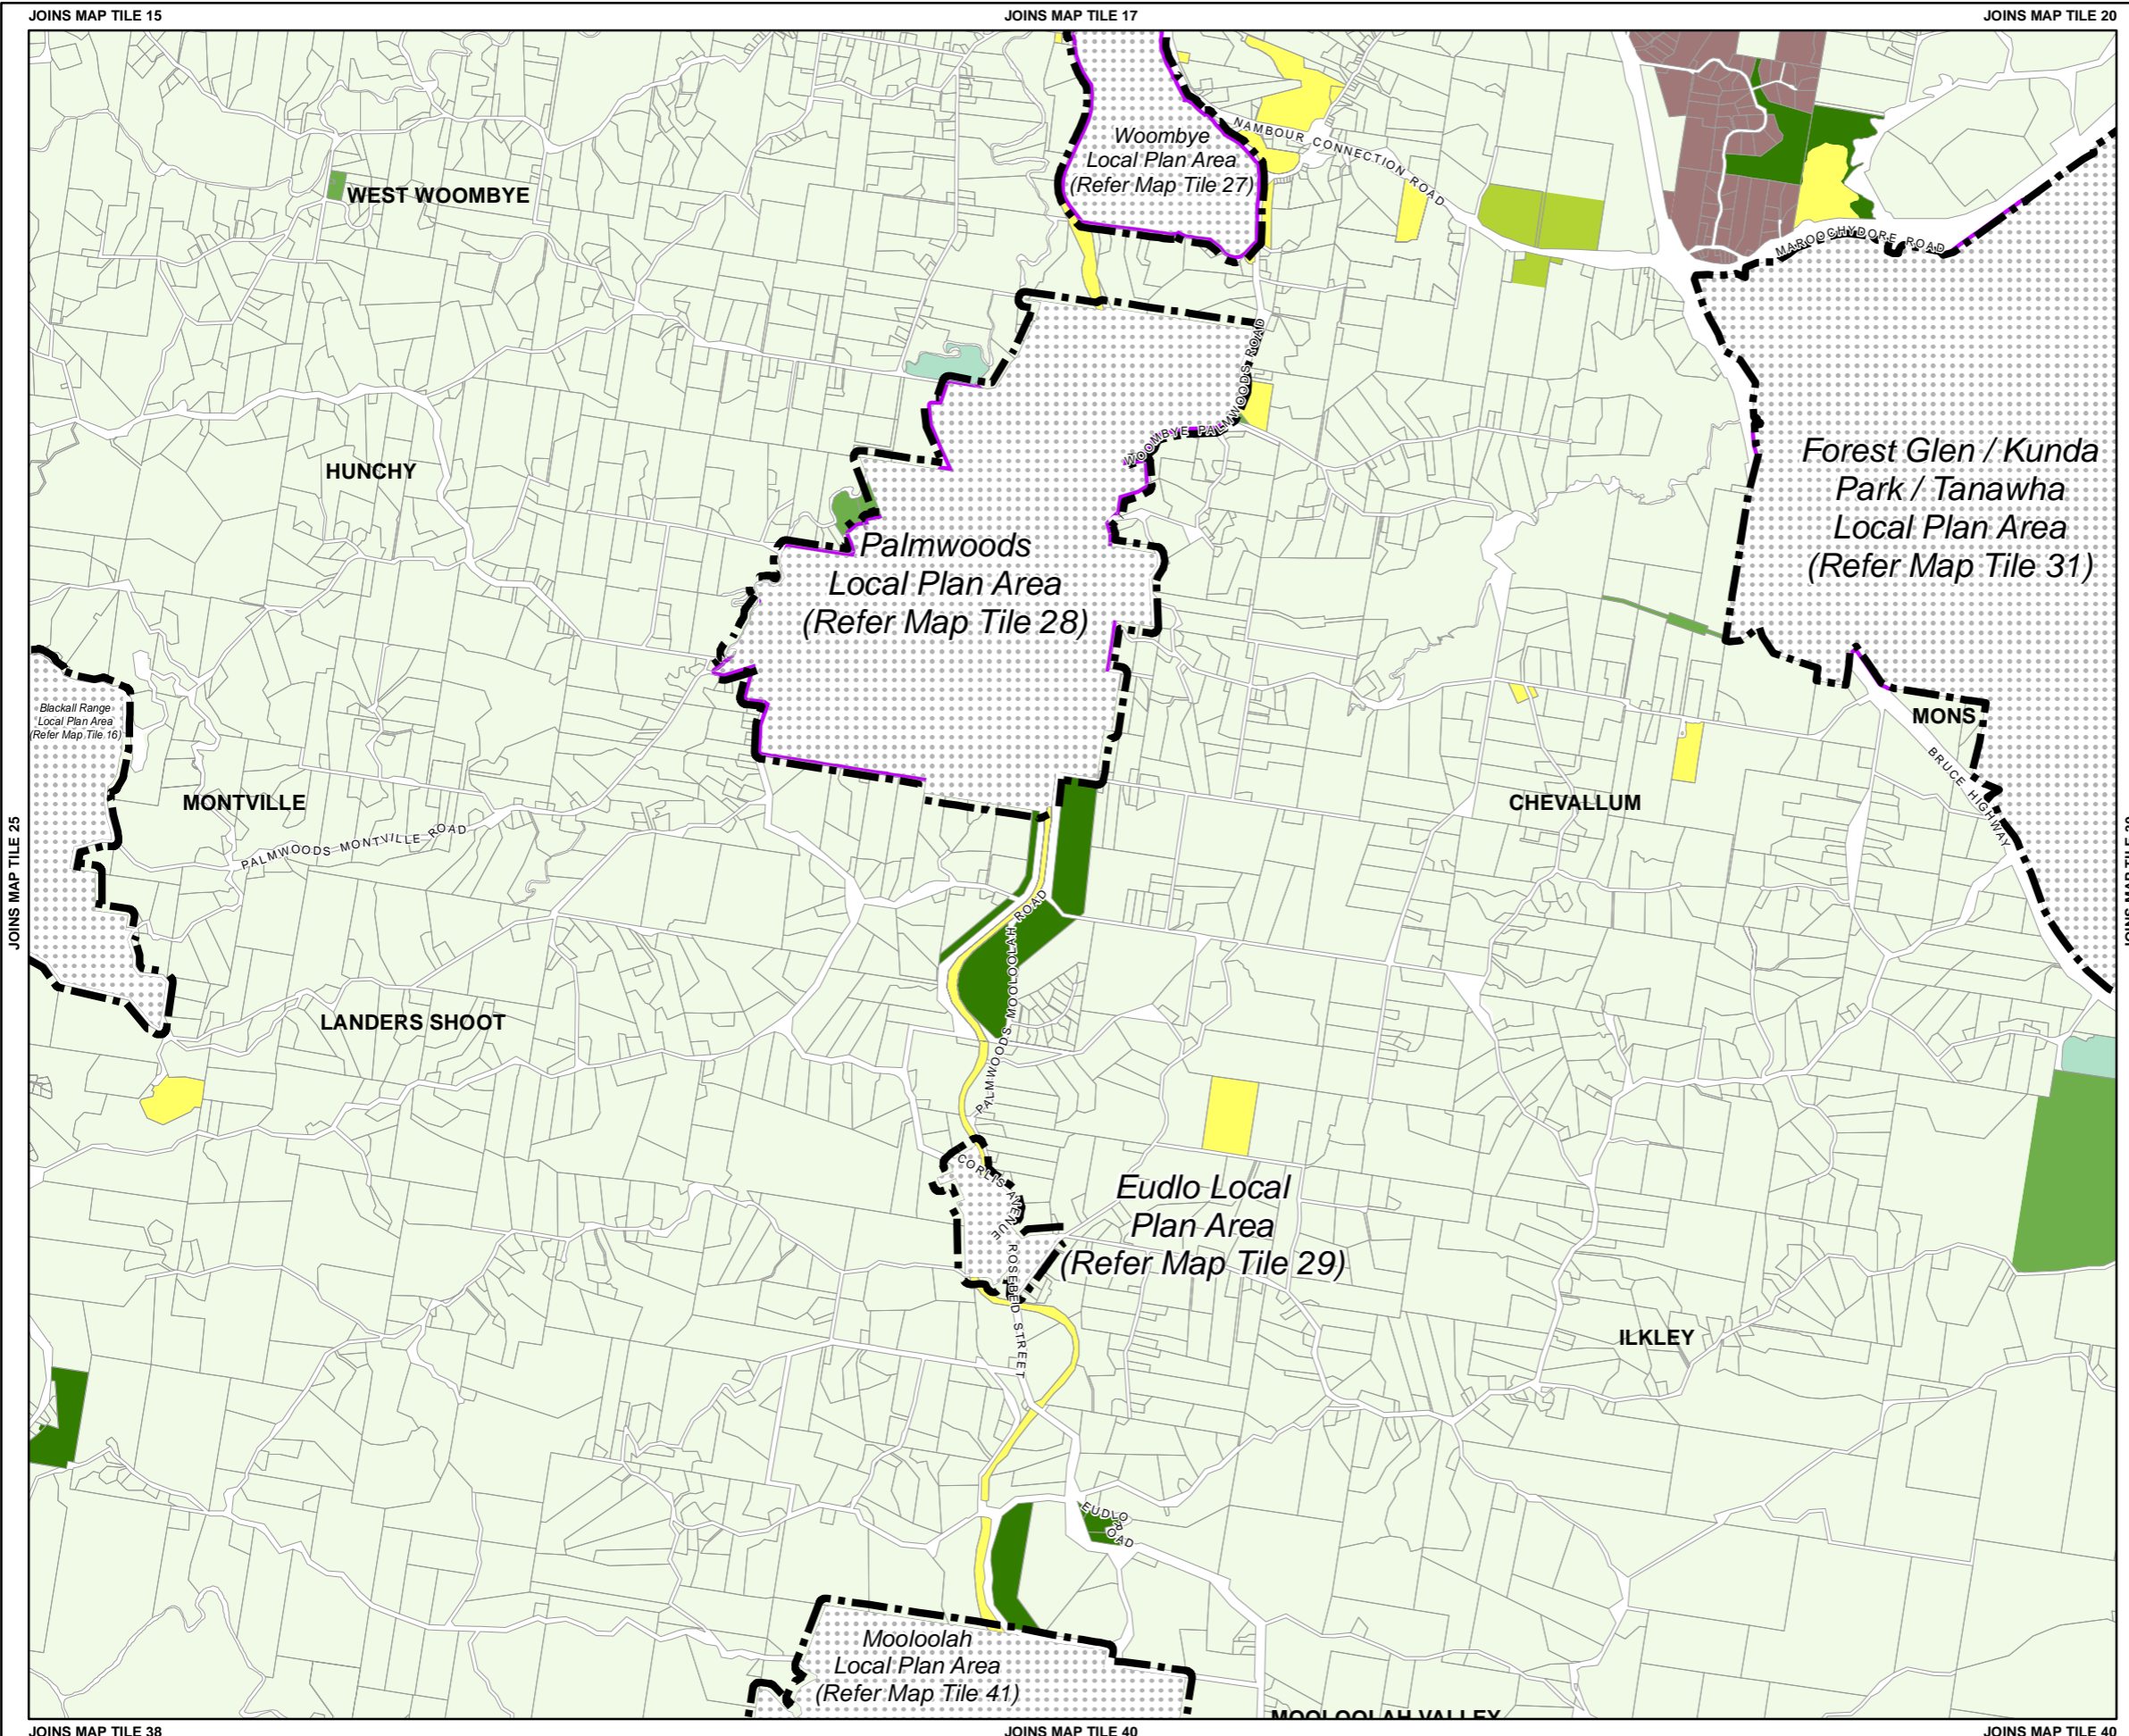 JOINS MAP TILE 15
JOINS MAP TILE 17
JOINS MAP TILE 20
Woombye
Local Plan Area
(Refer Map Tile 27)
NAMBOUR CONNECTION ROAD
WEST WOOMBYE
MAROOCHYDORE ROAD
WOOMBYE PALMWOODS ROAD
HUNCHY
Forest Glen / Kunda
Park / Tanawha
Local Plan Area
(Refer Map Tile 31)
Palmwoods
Local Plan Area
(Refer Map Tile 28)
Blackall Range
Local Plan Area
(Refer Map Tile 16)
MONS
BRUCE HIGHWAY
MONTVILLE
CHEVALLUM
PALMWOODS MONTVILLE ROAD
JOINS MAP TILE 25
PALMWOODS MOOLOOLAH ROAD
LANDERS SHOOT
CORLIS AVENUE
Eudlo Local
Plan Area
(Refer Map Tile 29)
ROSEBED STREET
ILKLEY
EUDLO ROAD
Mooloolah
Local Plan Area
(Refer Map Tile 41)
MOOLOOLAH VALLEY
JOINS MAP TILE 38
JOINS MAP TILE 40
JOINS MAP TILE 40